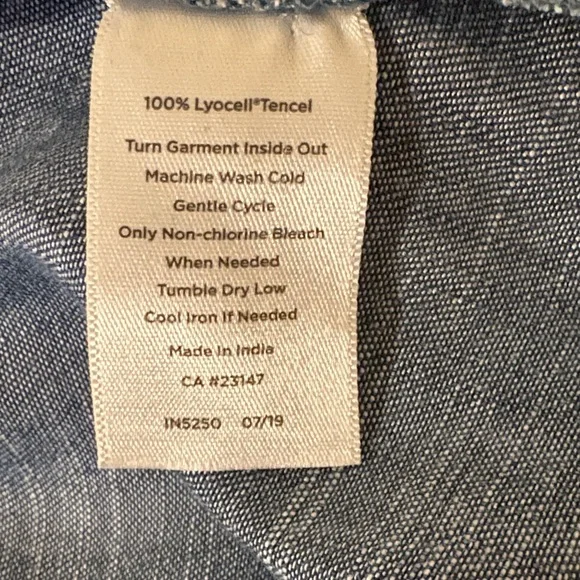 100% Lyocell®Tencel
Turn Garment Inside Out
Machine Wash Cold
Gentle Cycle
Only Non-chlorine Bleach
When Needed
Tumble Dry Low
Cool Iron If Needed
Made In India
CA #23147
IN5250 07/19